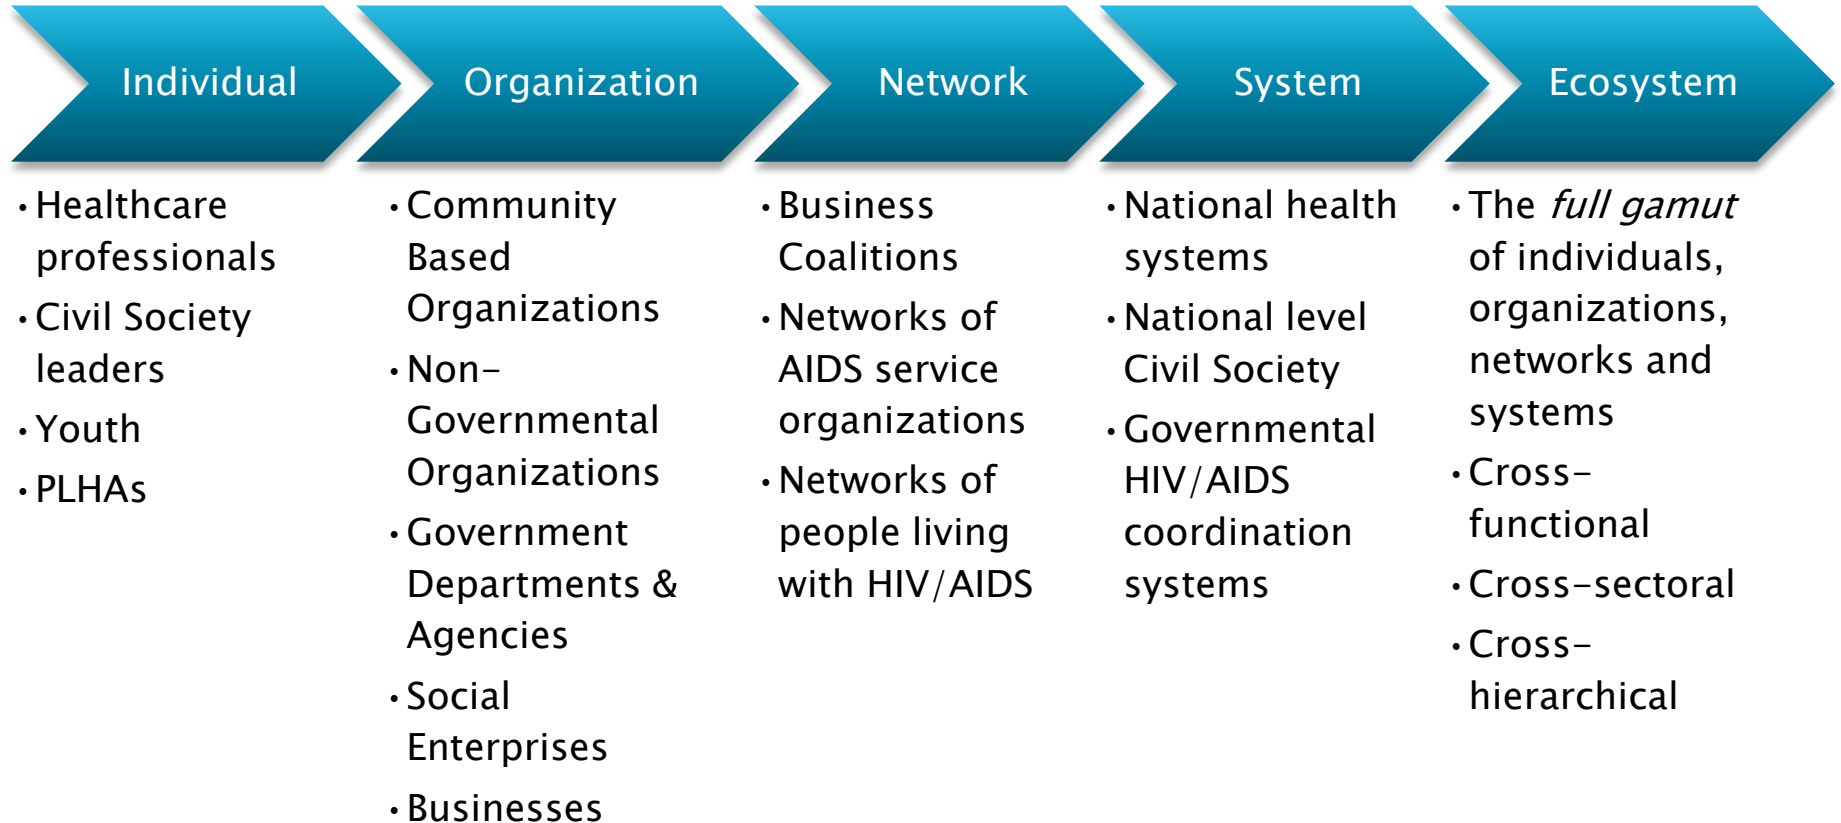 Individual
Organization
Network
System
Ecosystem
• Healthcare
professionals
• Civil Society
leaders
• Youth
• PLHAs
• Community
Based
Organizations
• Non-
Governmental
Organizations
• Government
Departments &
Agencies
• Social
Enterprises
• Businesses
• Business
Coalitions
• Networks of
AIDS service
organizations
• Networks of
people living
with HIV/AIDS
• National health
systems
• National level
Civil Society
• Governmental
HIV/AIDS
coordination
systems
• The full gamut
of individuals,
organizations,
networks and
systems
• Cross-
functional
• Cross-sectoral
• Cross-
hierarchical